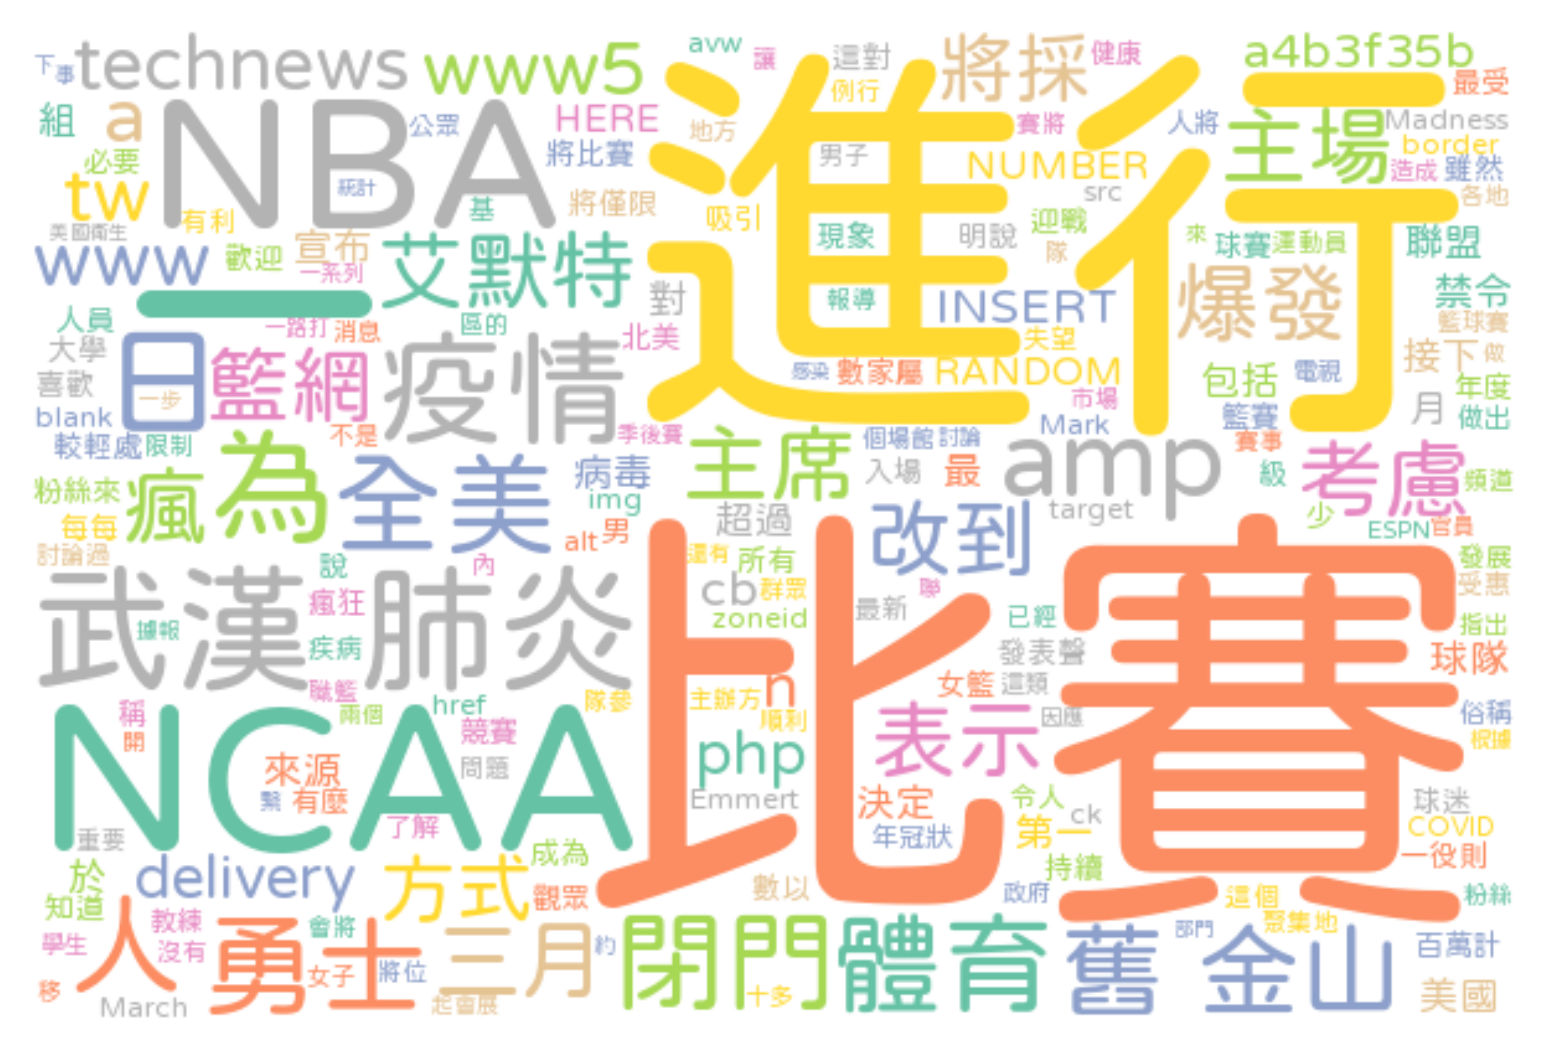 下 事 technews www5 avw 讓 這對 將採 健康 a4b3f35b 最受
組 a NBA 公眾 HERE 地方 例行 進行 賽將 人將 主場 Madness
必要 將比賽 男子 NUMBER border
tw 統計 將僅限 src 造成 雖然
有利 基 吸引 各地
美國衛生 宣布 艾默特 現象 明說 迎戰 來 球賽 運動員 聯盟
www 歡迎 一系列 隊
一 對 報導 INSERT 爆發 禁令
人員 一路打 消息 區的 北美 失望 籃球賽
大學 日 籃網 疫情 感染 數家屬 RANDOM 接下 做
喜歡 一步 市場 包括 電視 年度
blank Mark 籃賽 月 做出
較輕處 限制 不是 季後賽 個場館 討論 賽事
為 全美 病毒 主席 入場 最 amp 級 考慮 頻道
粉絲來 瘋 img 超過 改到 target 少
每每 alt 男 ESPN 官員
討論過 說 內 還有 所有 發展
武漢肺炎 瘋狂 cb 群眾 最新 聯 受惠
據報 疾病 zoneid 比賽 已經 指出
發表聲 球隊
職籃 主辦方 n 女籃 這類
稱 兩個 href 隊參 順利 因應 俗稱
開 NCAA 競賽 php 表示 根據
來源 問題
繫 有麼 Emmert 決定 令人 球迷
重要 了解 年冠狀 第一 ck COVID
於 delivery 方式 成為 持續 一役則
知道 觀眾 數以 政府 這個 粉絲
學生 人 教練 勇士 會將 三月 閉門 體育 舊 金山 聚集地
沒有 女子 將位 約 部門 百萬計
移 March 起會展 十多 美國